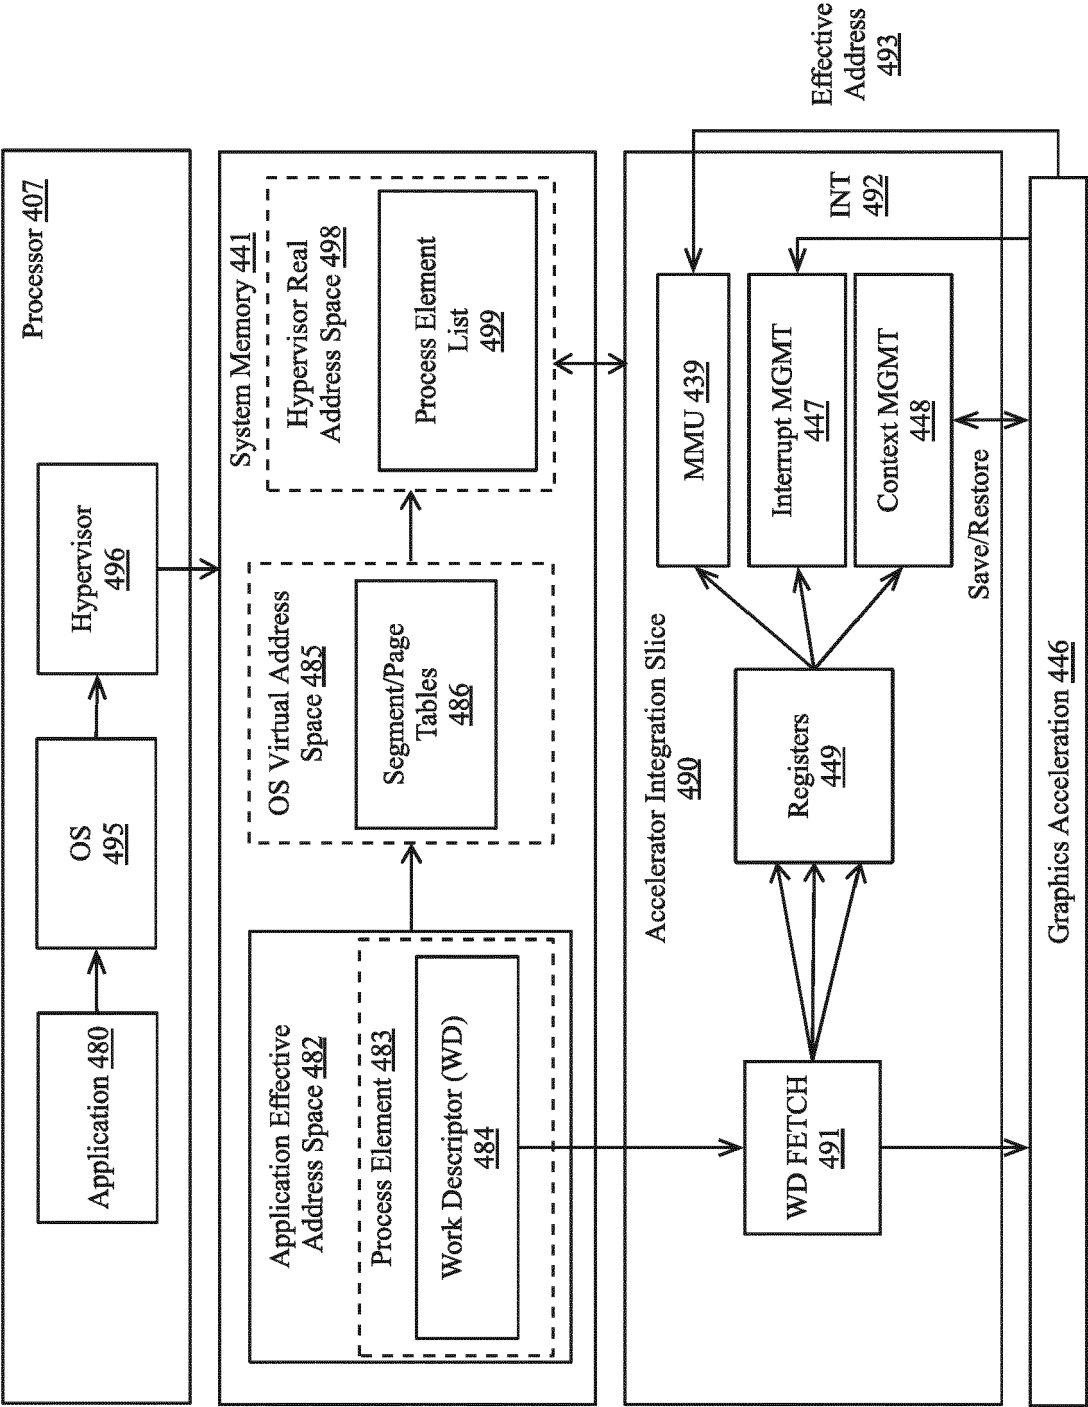 Processor 407
Application 480
OS
495
Hypervisor
496
System Memory 441
Application Effective
Address Space 482
Process Element 483
Work Descriptor (WD)
484
OS Virtual Address
Space 485
Segment/Page
Tables
486
Hypervisor Real
Address Space 498
Process Element
List
499
Accelerator Integration Slice
490
WD FETCH
491
Registers
449
MMU 439
Interrupt MGMT
447
Context MGMT
448
INT
492
Effective
Address
493
Save/Restore
Graphics Acceleration 446